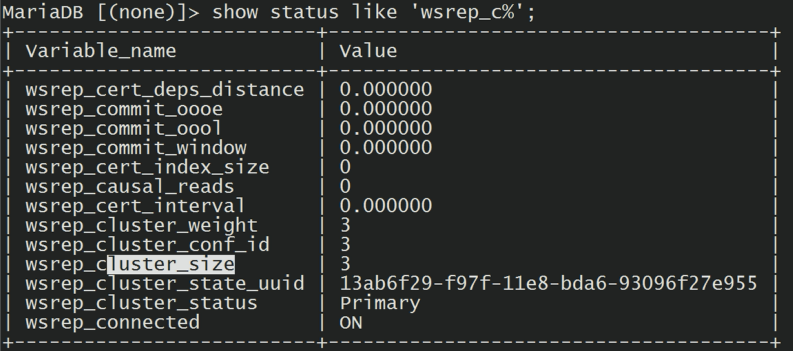 MariaDB [(none)]> show status like 'wsrep_c%';
+----------------------------+--------------------------------------+
| Variable_name              | Value                                |
+----------------------------+--------------------------------------+
| wsrep_cert_deps_distance   | 0.000000                             |
| wsrep_commit_oooe          | 0.000000                             |
| wsrep_commit_oool          | 0.000000                             |
| wsrep_commit_window        | 0.000000                             |
| wsrep_cert_index_size      | 0                                    |
| wsrep_causal_reads         | 0                                    |
| wsrep_cert_interval        | 0.000000                             |
| wsrep_cluster_weight       | 3                                    |
| wsrep_cluster_conf_id      | 3                                    |
| wsrep_cluster_size         | 3                                    |
| wsrep_cluster_state_uuid   | 13ab6f29-f97f-11e8-bda6-93096f27e955 |
| wsrep_cluster_status       | Primary                              |
| wsrep_connected            | ON                                   |
+----------------------------+--------------------------------------+